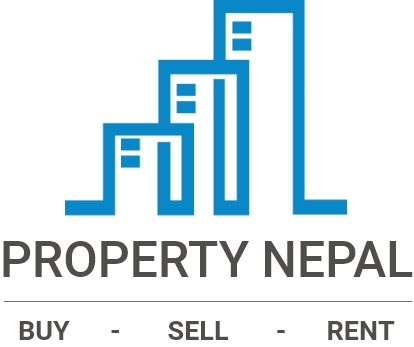 PROPERTY NEPAL
BUY - SELL - RENT